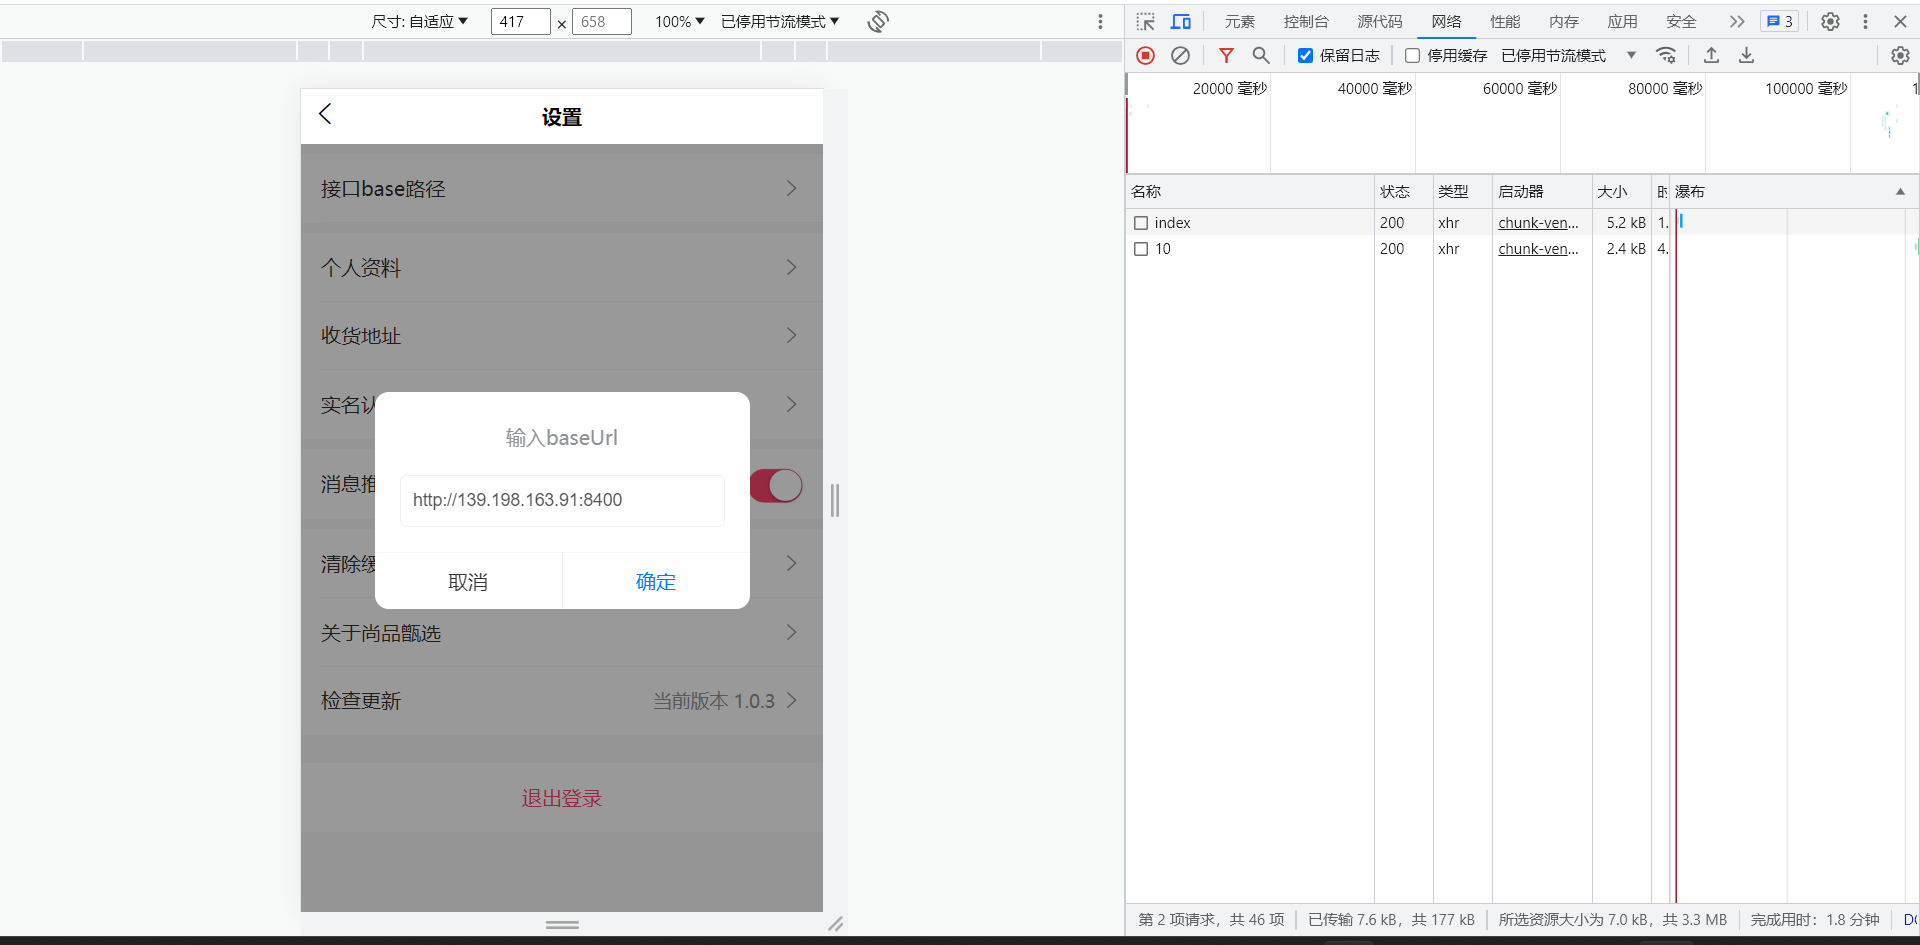 尺寸: 自适应 417 × 658 100% 已停用节流模式
设置
接口base路径
个人资料
收货地址
实名认
消息推
清除缓
关于尚品甄选
检查更新 当前版本 1.0.3
退出登录
输入baseUrl
http://139.198.163.91:8400
取消 确定
元素 控制台 源代码 网络 性能 内存 应用 安全 3
保留日志 停用缓存 已停用节流模式
20000 毫秒 40000 毫秒 60000 毫秒 80000 毫秒 100000 毫秒 1
名称 状态 类型 启动器 大小 瀑布
index 200 xhr chunk-ven... 5.2 kB 1.
10 200 xhr chunk-ven... 2.4 kB 4.
第 2 项请求，共 46 项 已传输 7.6 kB，共 177 kB 所选资源大小为 7.0 kB，共 3.3 MB 完成用时：1.8 分钟 DO